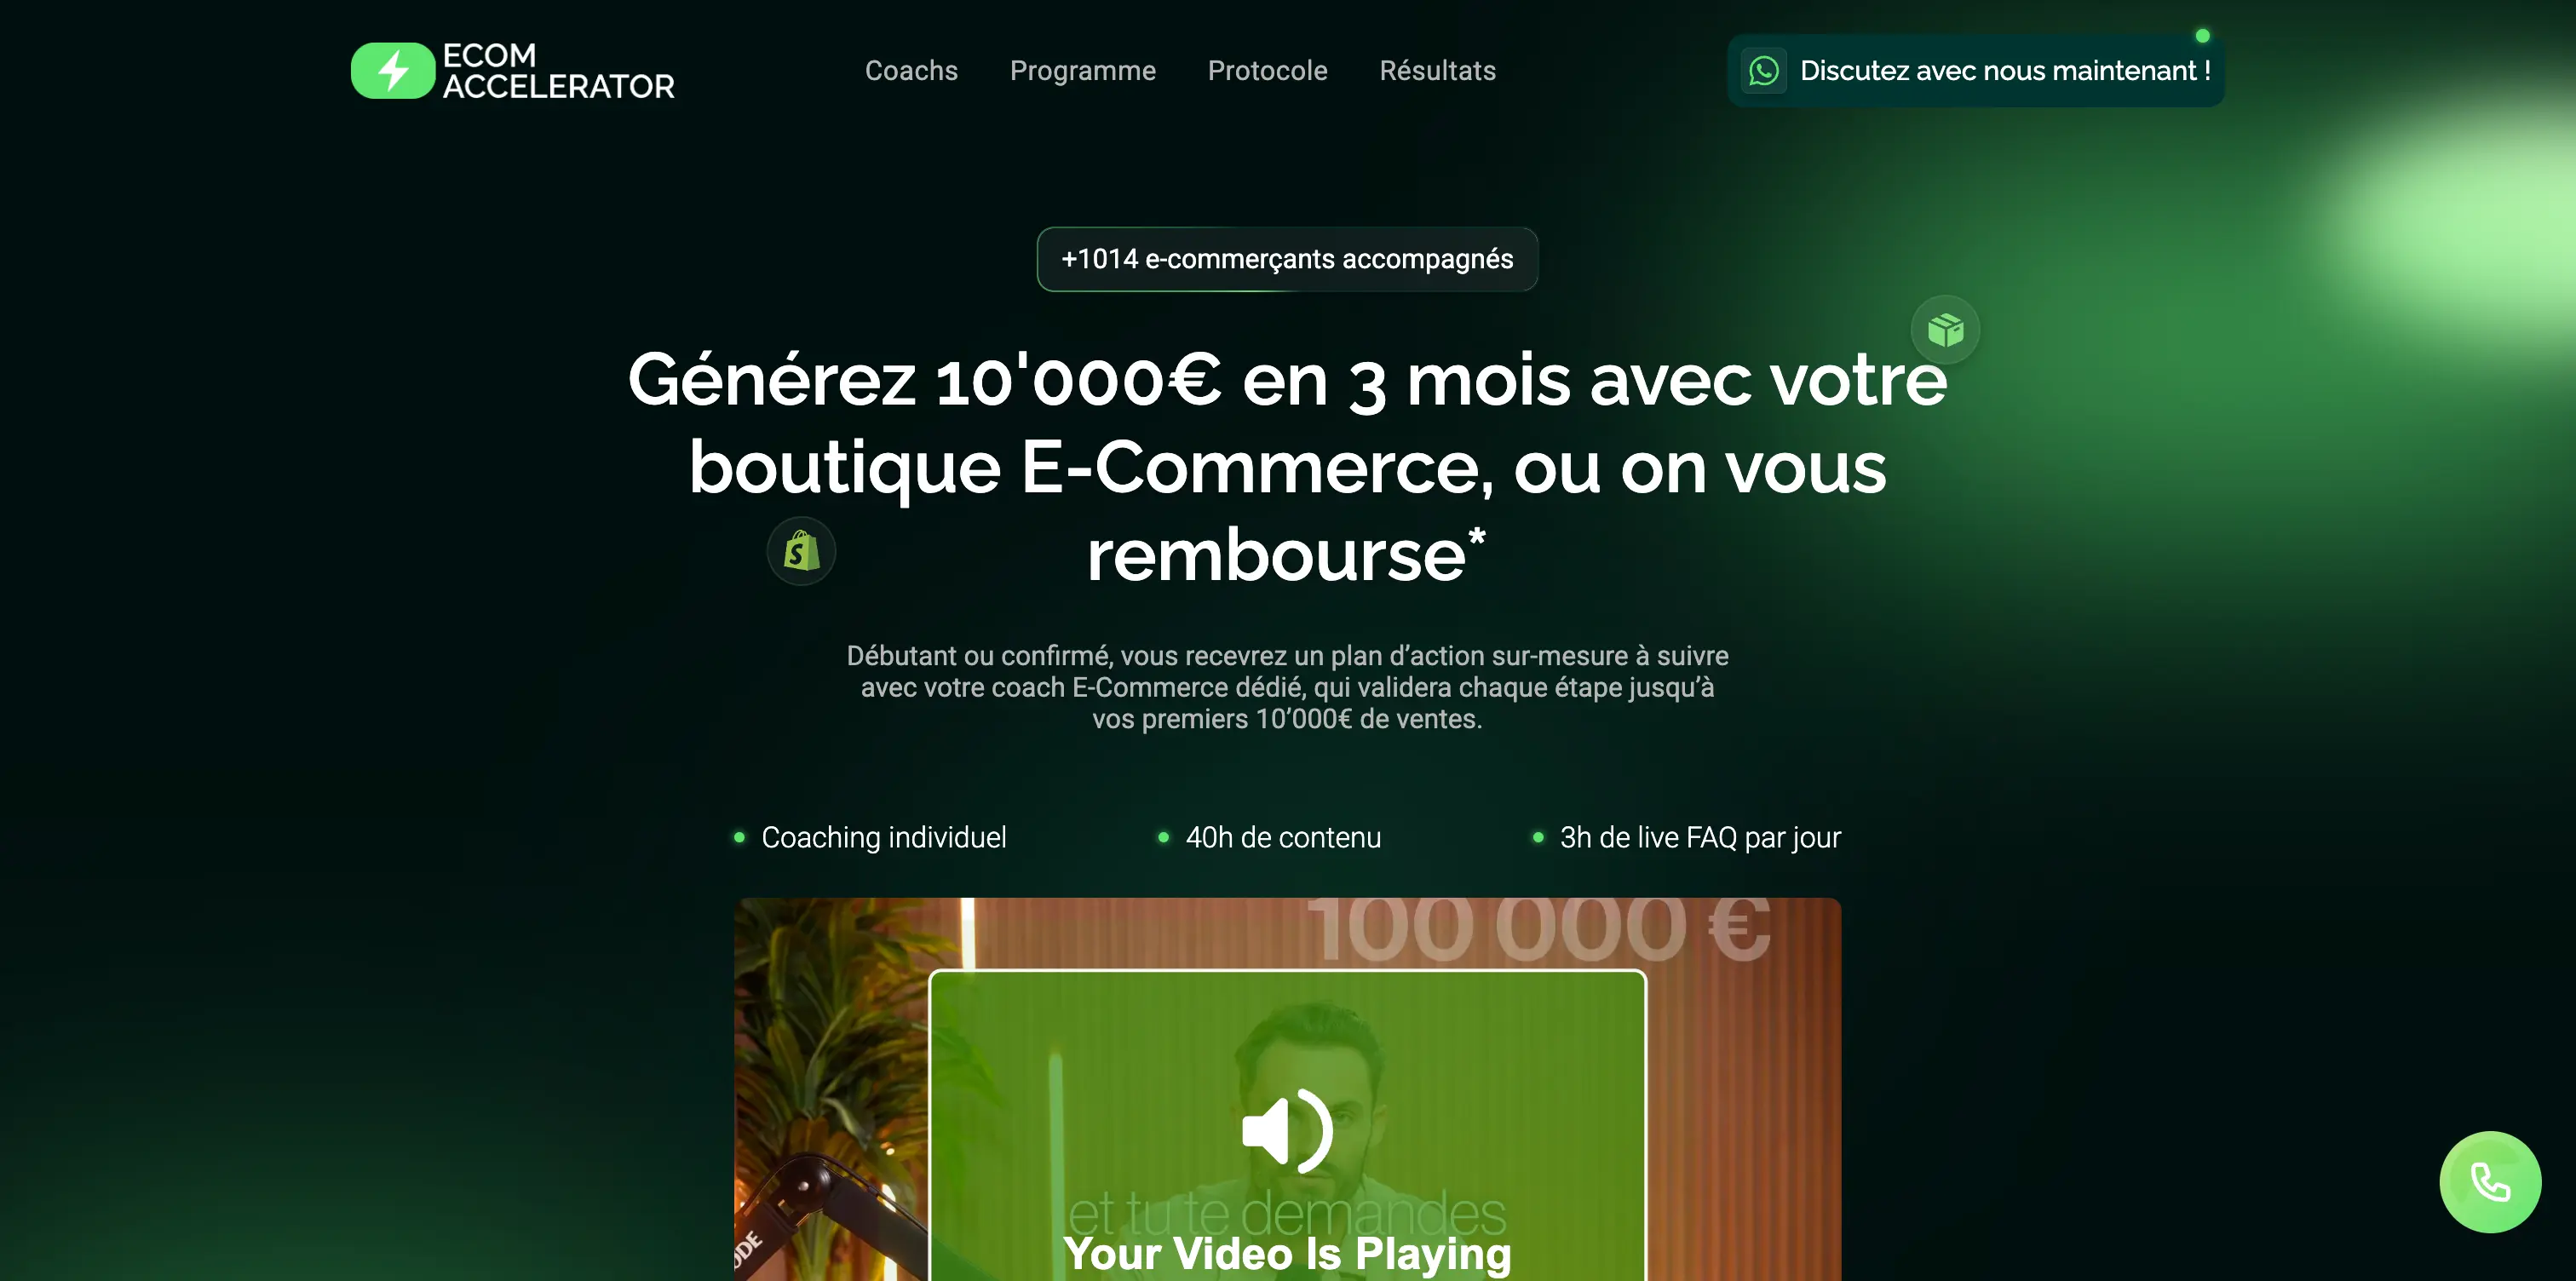 ECOM
ACCELERATOR
Coachs
Programme
Protocole
Résultats
Discutez avec nous maintenant !
+1014 e-commerçants accompagnés
Générez 10'000€ en 3 mois avec votre
boutique E-Commerce, ou on vous
rembourse*
Débutant ou confirmé, vous recevrez un plan d’action sur-mesure à suivre
avec votre coach E-Commerce dédié, qui validera chaque étape jusqu’à
vos premiers 10’000€ de ventes.
Coaching individuel
40h de contenu
3h de live FAQ par jour
100 000 €
et tu te demandes
Your Video Is Playing